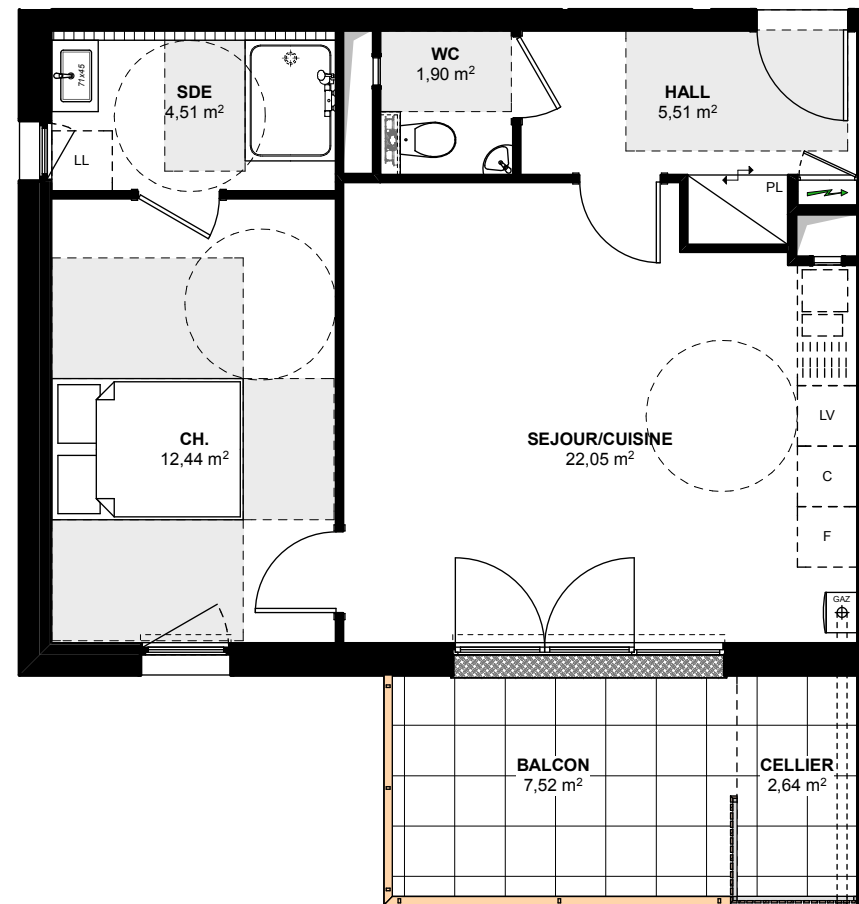 WC
1,90 m²
SDE
4,51 m²
HALL
5,51 m²
71x45
LL
PL
CH.
12,44 m²
SEJOUR/CUISINE
22,05 m²
LV
C
F
GAZ
BALCON
7,52 m²
CELLIER
2,64 m²